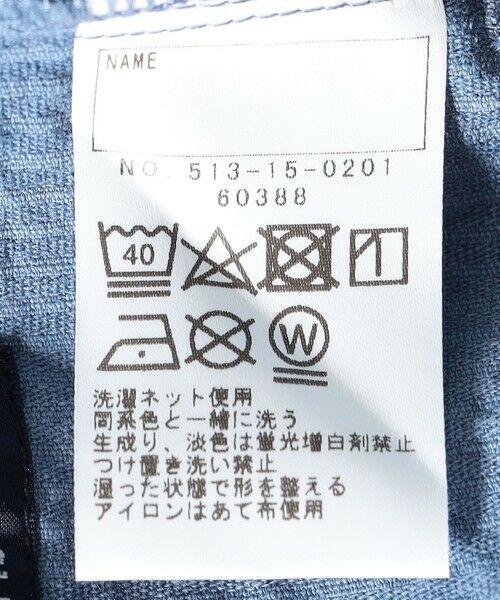 NAME
NO. 513-15-0201
60388
40
W
洗濯ネット使用
同系色と一緒に洗う
生成り、淡色は蛍光増白剤禁止
つけ置き洗い禁止
湿った状態で形を整える
アイロンはあて布使用